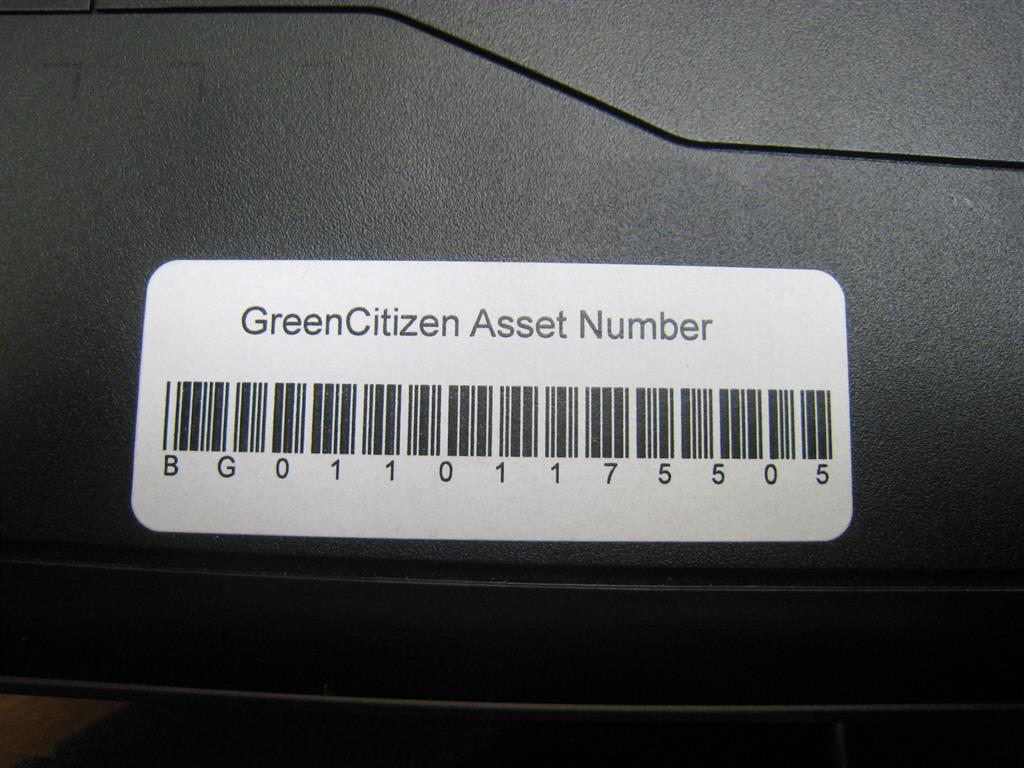 GreenCitizen Asset Number
B G 0 1 1 0 1 1 7 5 5 0 5